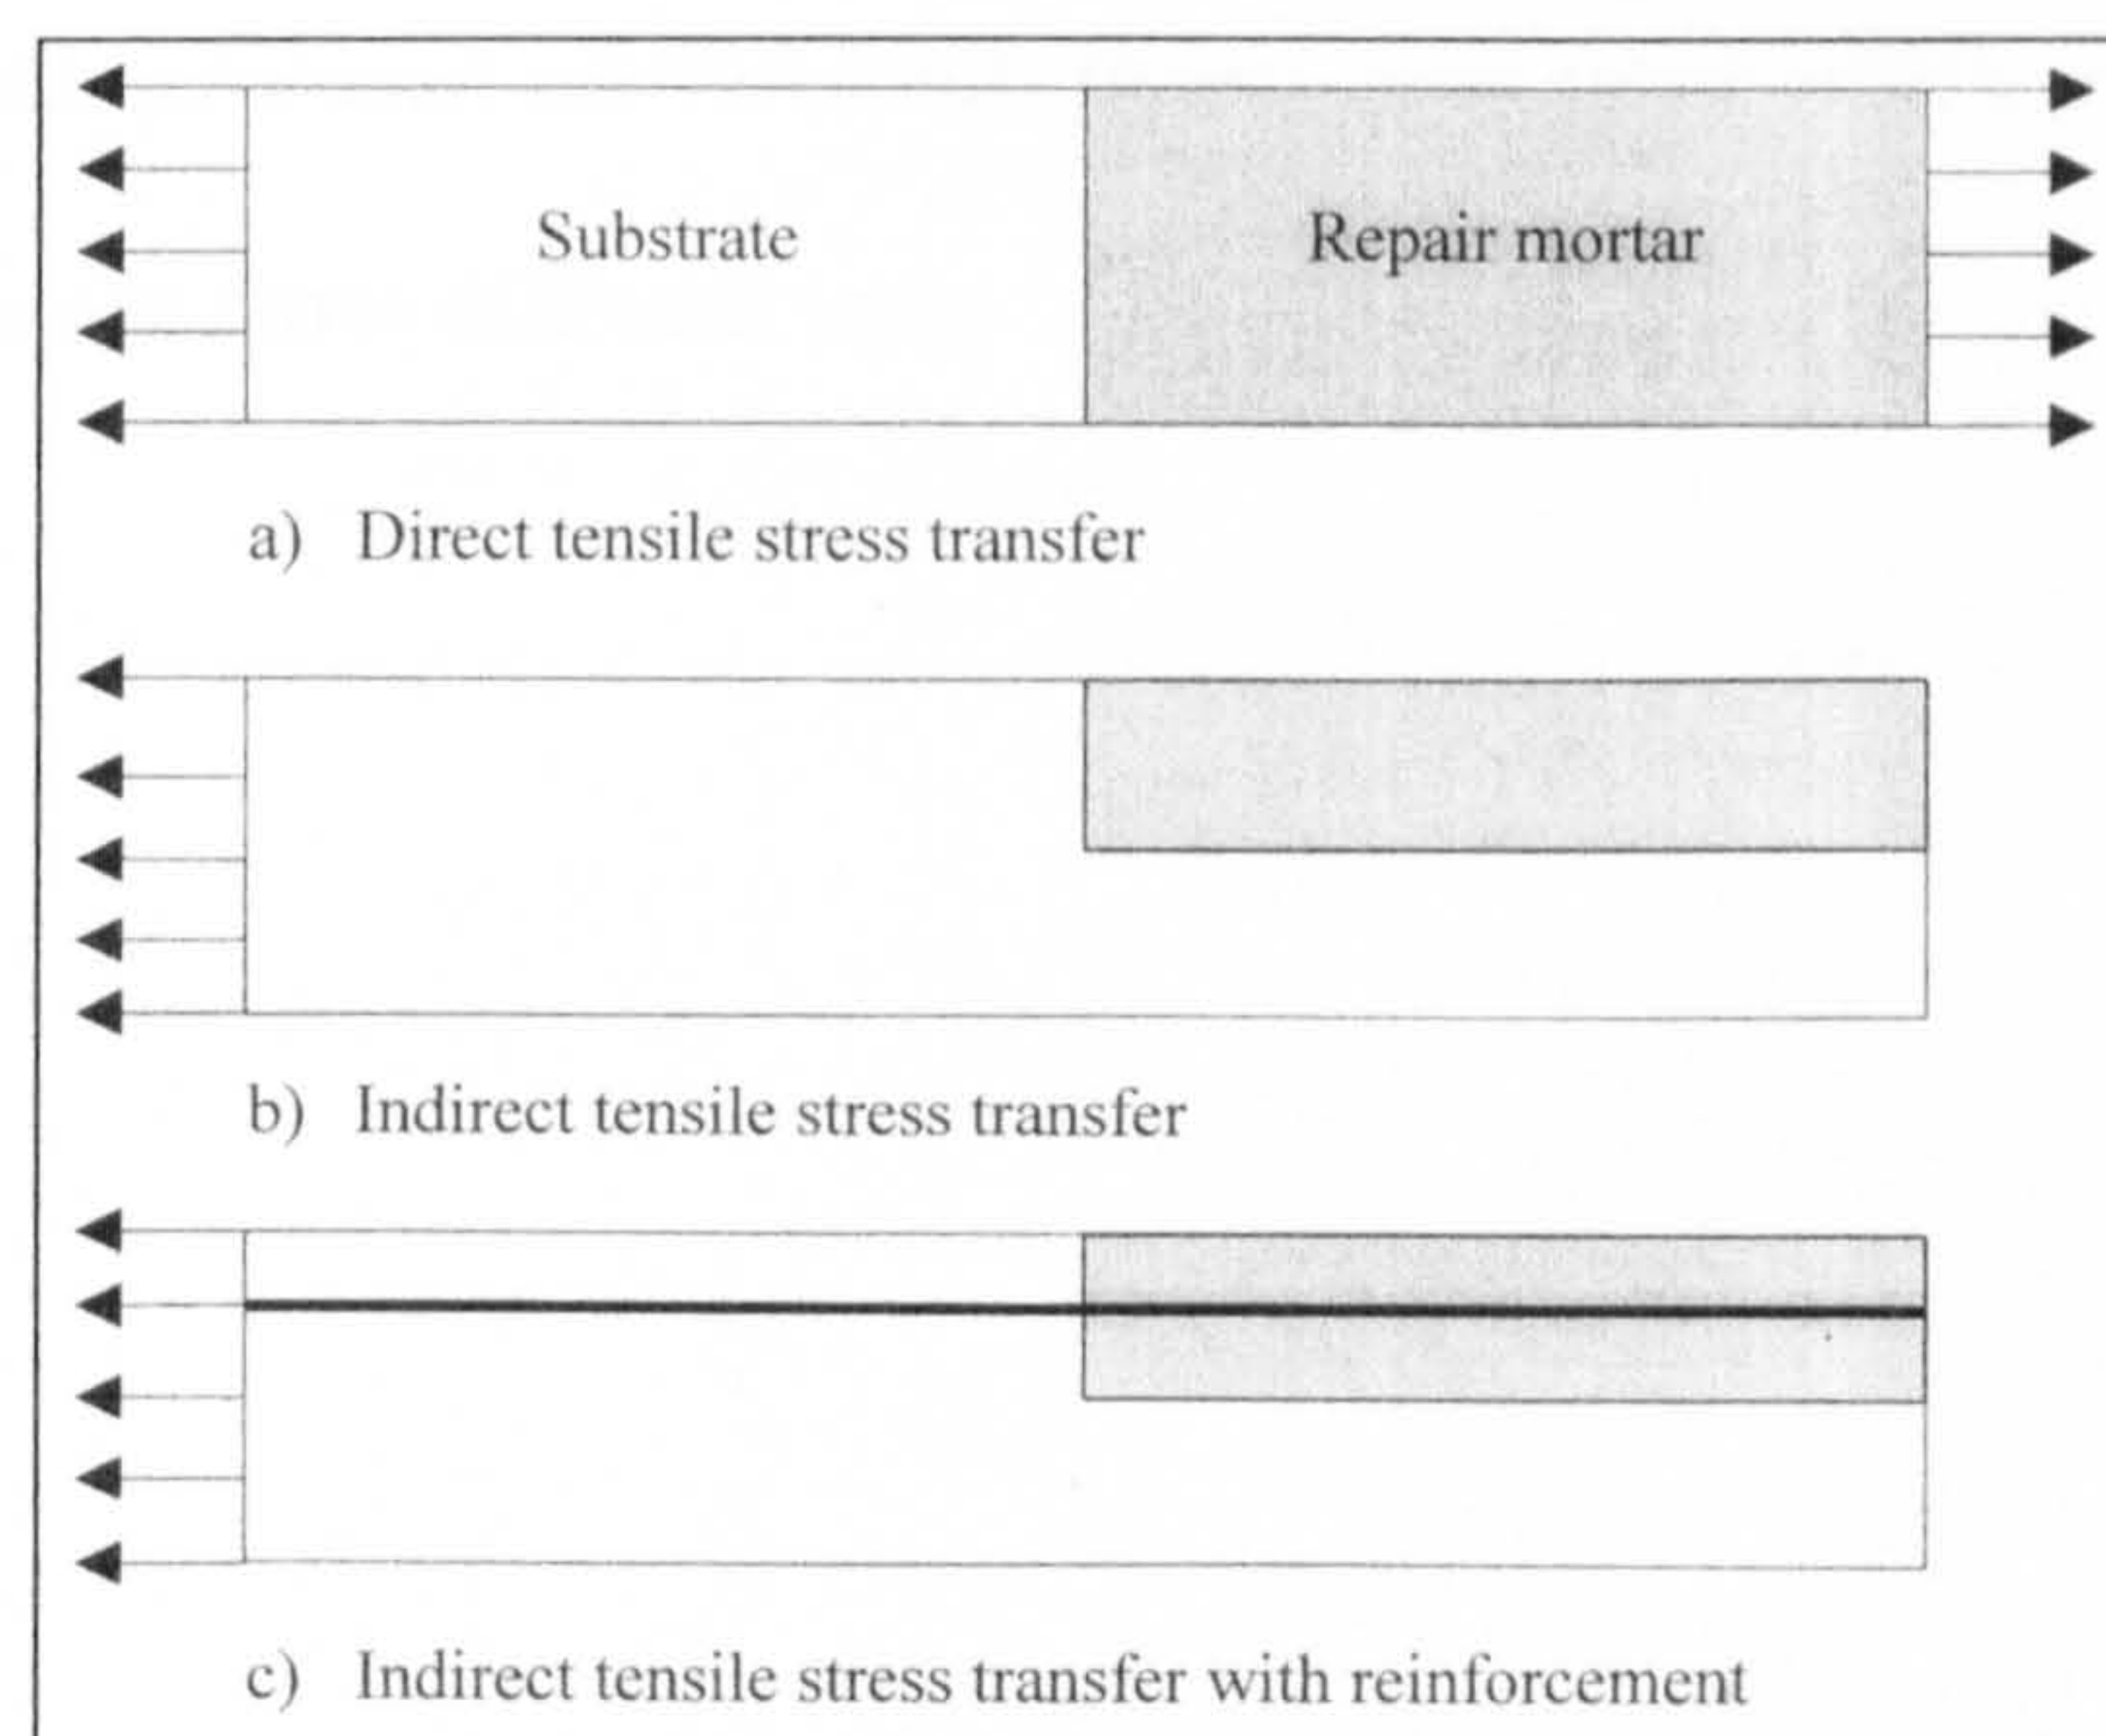 Substrate
Repair mortar
a) Direct tensile stress transfer
b) Indirect tensile stress transfer
c) Indirect tensile stress transfer with reinforcement